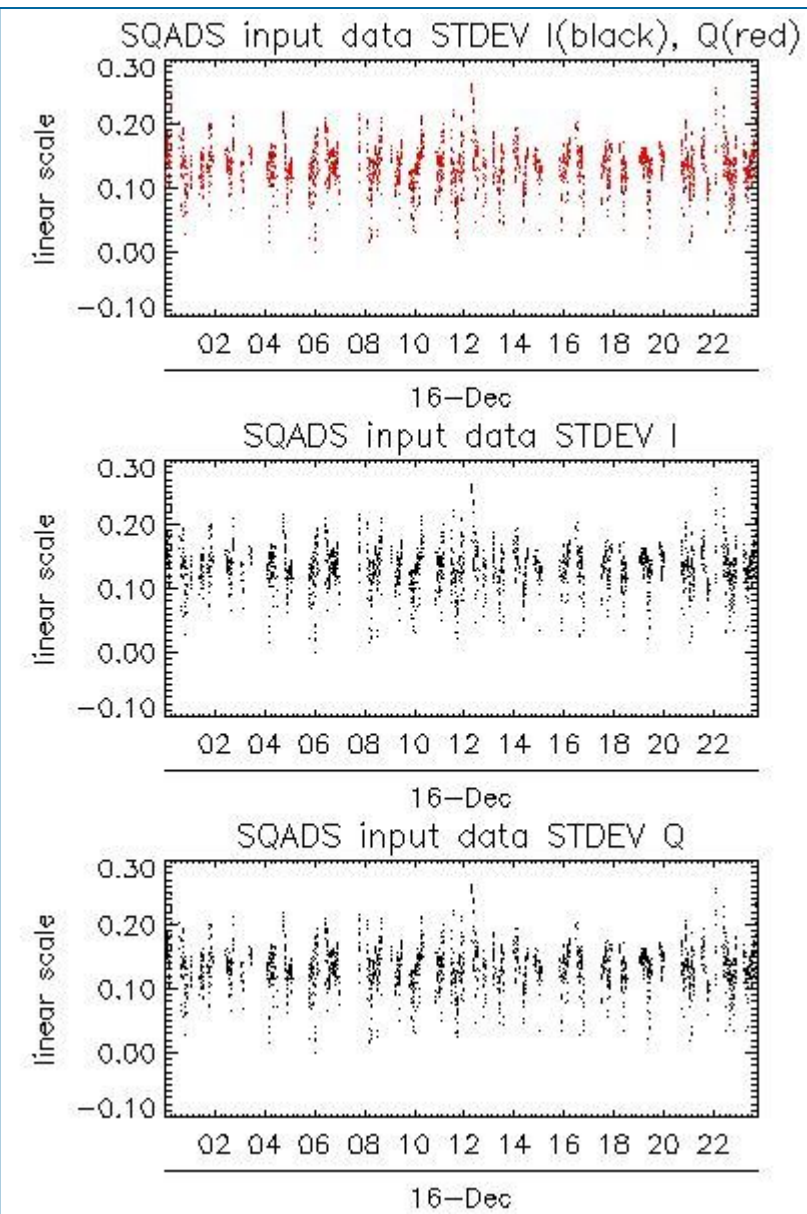 SQADS input data STDEV I(black), Q(red)
0.30
0.20
0.10
0.00
−0.10
linear scale
02 04 06 08 10 12 14 16 18 20 22
16−Dec
SQADS input data STDEV I
0.30
0.20
0.10
0.00
−0.10
linear scale
02 04 06 08 10 12 14 16 18 20 22
16−Dec
SQADS input data STDEV Q
0.30
0.20
0.10
0.00
−0.10
linear scale
02 04 06 08 10 12 14 16 18 20 22
16−Dec